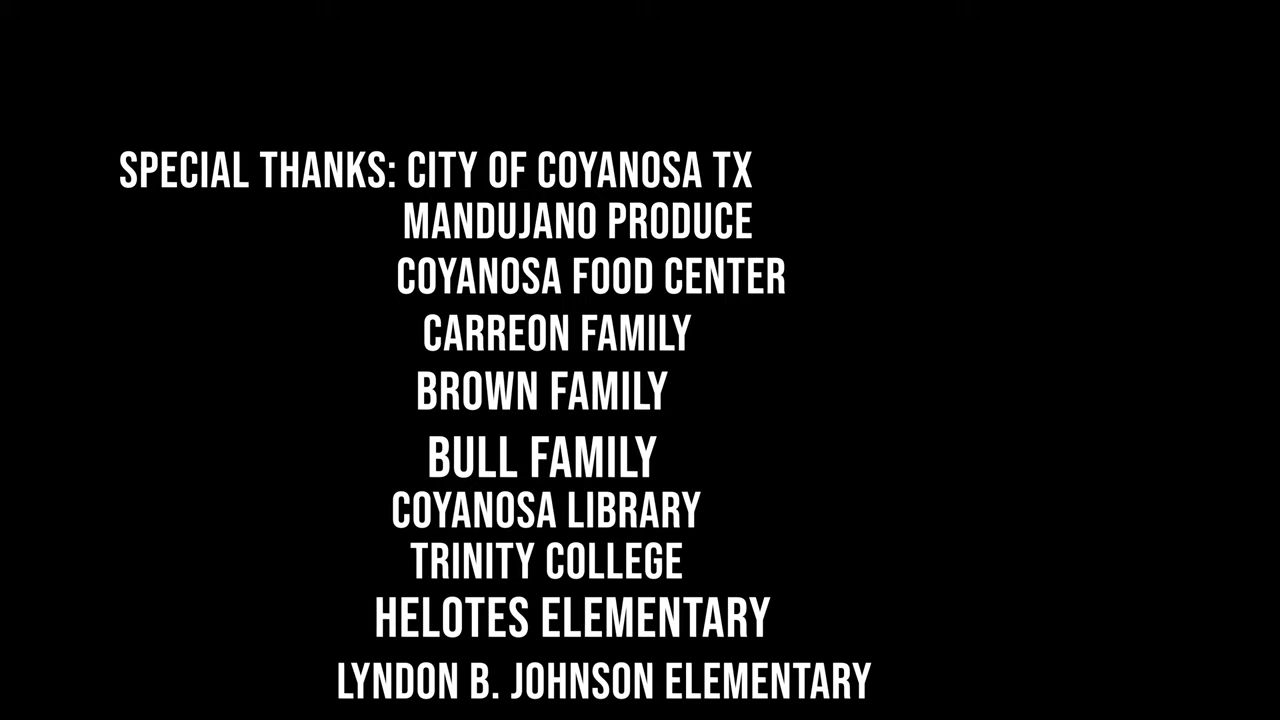 SPECIAL THANKS: CITY OF COYANOSA TX
MANDUJANO PRODUCE
COYANOSA FOOD CENTER
CARREON FAMILY
BROWN FAMILY
BULL FAMILY
COYANOSA LIBRARY
TRINITY COLLEGE
HELOTES ELEMENTARY
LYNDON B. JOHNSON ELEMENTARY